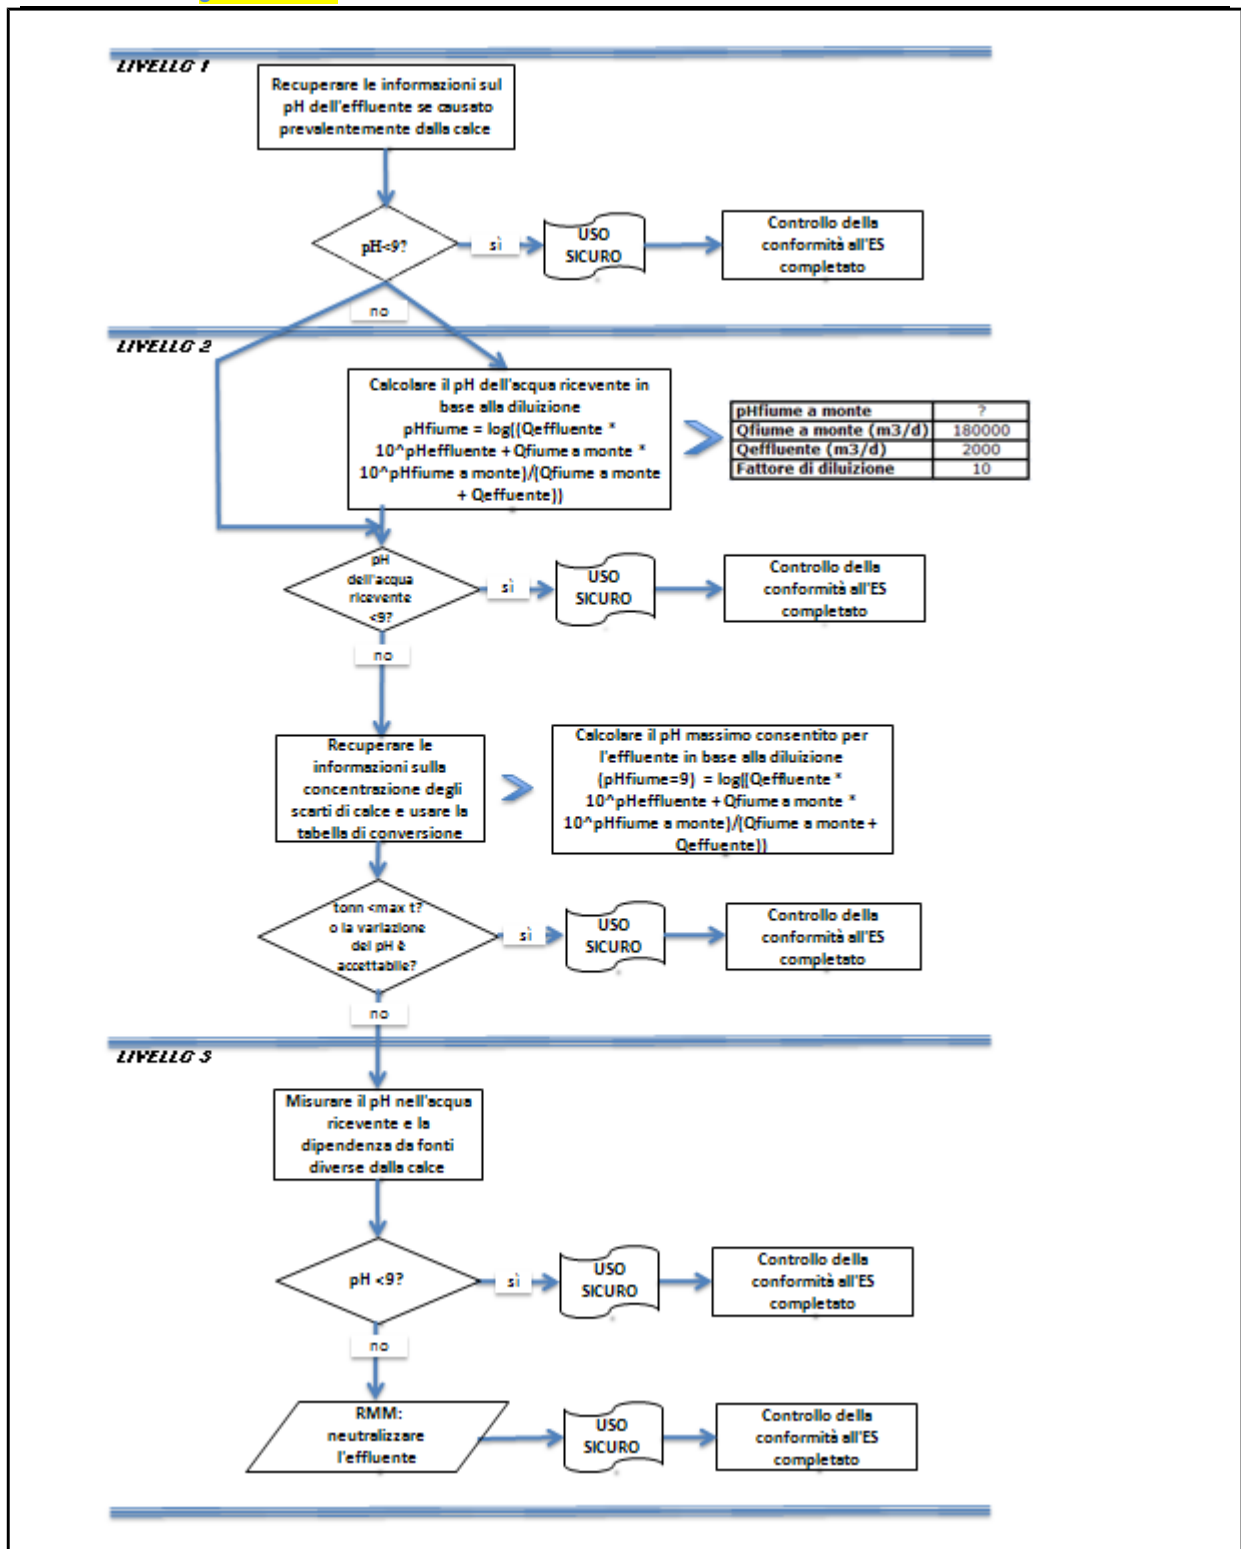 LIVELLO 1
Recuperare le informazioni sul
pH dell'effluente se causato
prevalentemente dalla calce
pH<9?
sì
USO
SICURO
Controllo della
conformità all'ES
completato
no
LIVELLO 2
Calcolare il pH dell'acqua ricevente in
base alla diluizione
pHfiume = log((Qeffluente *
10^pHeffluente + Qfiume a monte *
10^pHfiume a monte)/(Qfiume a monte
+ Qeffuente))
pHfiume a monte ?
Qfiume a monte (m3/d) 180000
Qeffluente (m3/d) 2000
Fattore di diluizione 10
pH
dell'acqua
ricevente
<9?
sì
USO
SICURO
Controllo della
conformità all'ES
completato
no
Recuperare le
informazioni sulla
concentrazione degli
scarti di calce e usare la
tabella di conversione
Calcolare il pH massimo consentito per
l'effluente in base alla diluizione
(pHfiume=9) = log((Qeffluente *
10^pHeffluente + Qfiume a monte *
10^pHfiume a monte)/(Qfiume a monte +
Qeffuente))
tonn <max t?
o la variazione
del pH è
accettabile?
sì
USO
SICURO
Controllo della
conformità all'ES
completato
no
LIVELLO 3
Misurare il pH nell'acqua
ricevente e la
dipendenza da fonti
diverse dalla calce
pH <9?
sì
USO
SICURO
Controllo della
conformità all'ES
completato
no
RMM:
neutralizzare
l'effluente
USO
SICURO
Controllo della
conformità all'ES
completato